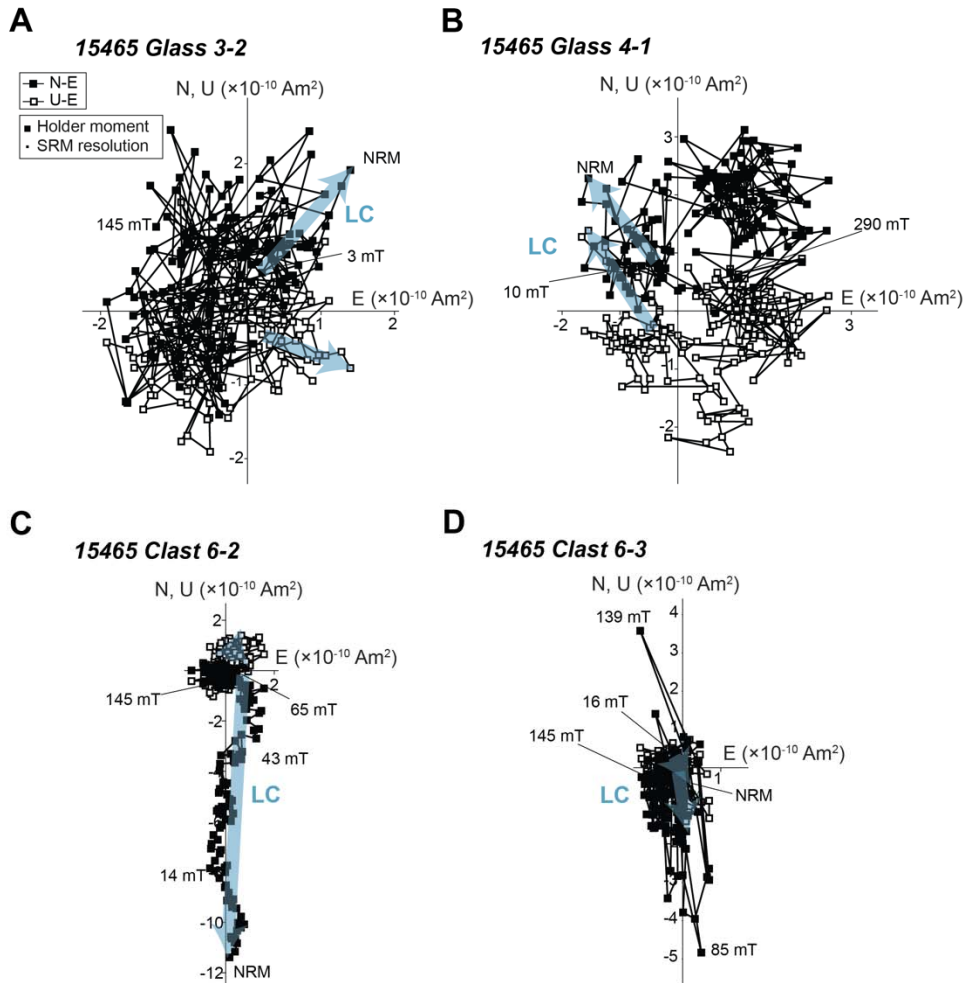 A
15465 Glass 3-2
N-E
U-E
Holder moment
SRM resolution
N, U (×10⁻¹⁰ Am²)
2
NRM
LC
145 mT
3 mT
E (×10⁻¹⁰ Am²)
-2
1
2
-1
-2
B
15465 Glass 4-1
N, U (×10⁻¹⁰ Am²)
3
NRM
LC
290 mT
10 mT
E (×10⁻¹⁰ Am²)
-2
3
-1
-2
C
15465 Clast 6-2
N, U (×10⁻¹⁰ Am²)
2
E (×10⁻¹⁰ Am²)
2
145 mT
65 mT
-2
43 mT
LC
14 mT
-10
-12
NRM
D
15465 Clast 6-3
N, U (×10⁻¹⁰ Am²)
4
139 mT
3
2
16 mT
1
145 mT
E (×10⁻¹⁰ Am²)
1
LC
NRM
-3
-4
85 mT
-5